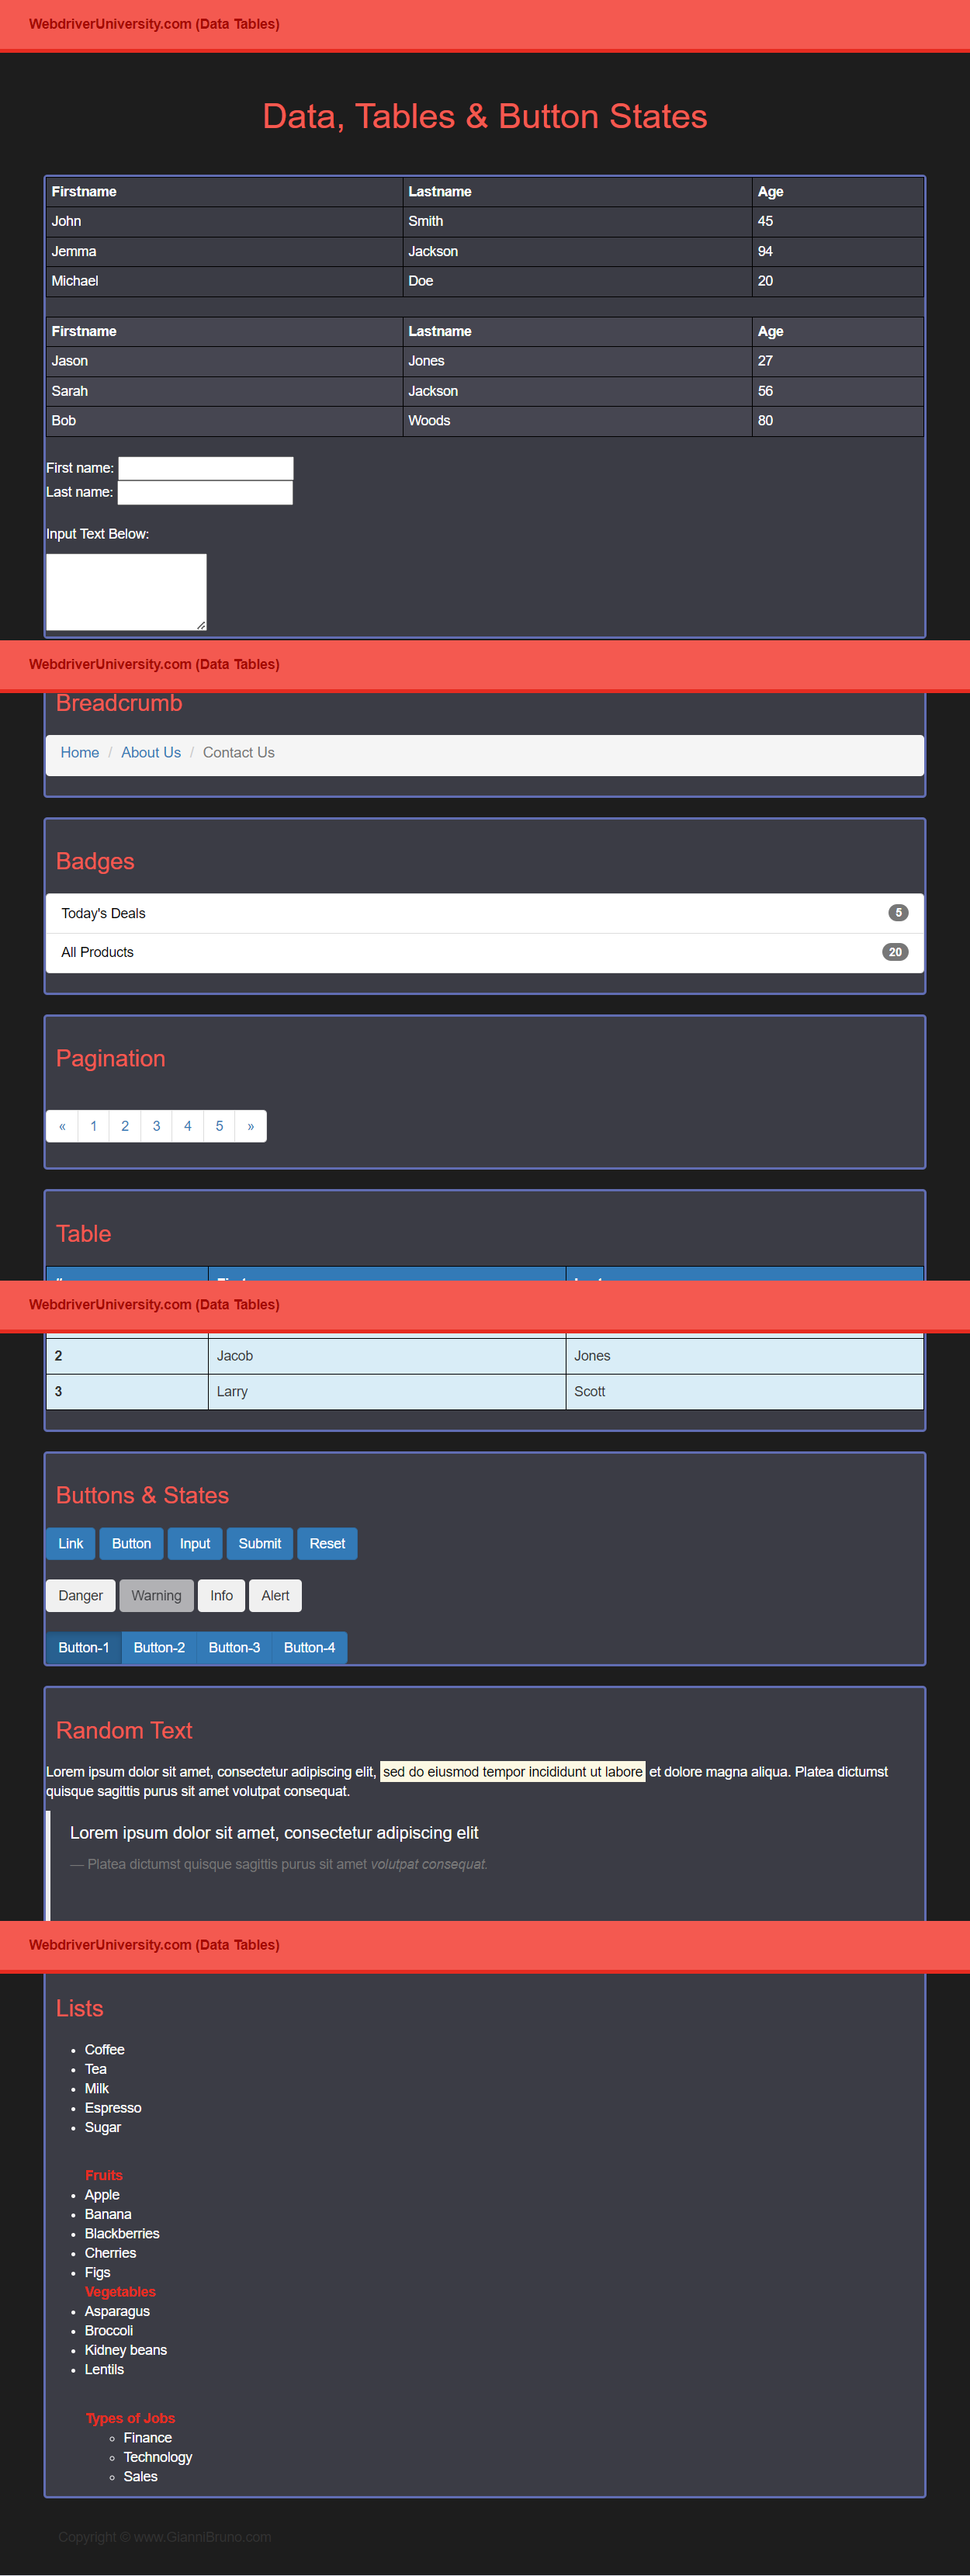 WebdriverUniversity.com (Data Tables)
Data, Tables & Button States
Firstname Lastname Age
John Smith 45
Jemma Jackson 94
Michael Doe 20
Firstname Lastname Age
Jason Jones 27
Sarah Jackson 56
Bob Woods 80
First name:
Last name:
Input Text Below:
WebdriverUniversity.com (Data Tables)
Breadcrumb
Home / About Us / Contact Us
Badges
Today's Deals 5
All Products 20
Pagination
« 1 2 3 4 5 »
Table
WebdriverUniversity.com (Data Tables)
2 Jacob Jones
3 Larry Scott
Buttons & States
Link Button Input Submit Reset
Danger Warning Info Alert
Button-1 Button-2 Button-3 Button-4
Random Text
Lorem ipsum dolor sit amet, consectetur adipiscing elit, sed do eiusmod tempor incididunt ut labore et dolore magna aliqua. Platea dictumst
quisque sagittis purus sit amet volutpat consequat.
Lorem ipsum dolor sit amet, consectetur adipiscing elit
— Platea dictumst quisque sagittis purus sit amet volutpat consequat.
WebdriverUniversity.com (Data Tables)
Lists
• Coffee
• Tea
• Milk
• Espresso
• Sugar
Fruits
• Apple
• Banana
• Blackberries
• Cherries
• Figs
Vegetables
• Asparagus
• Broccoli
• Kidney beans
• Lentils
Types of Jobs
◦ Finance
◦ Technology
◦ Sales
Copyright © www.GianniBruno.com